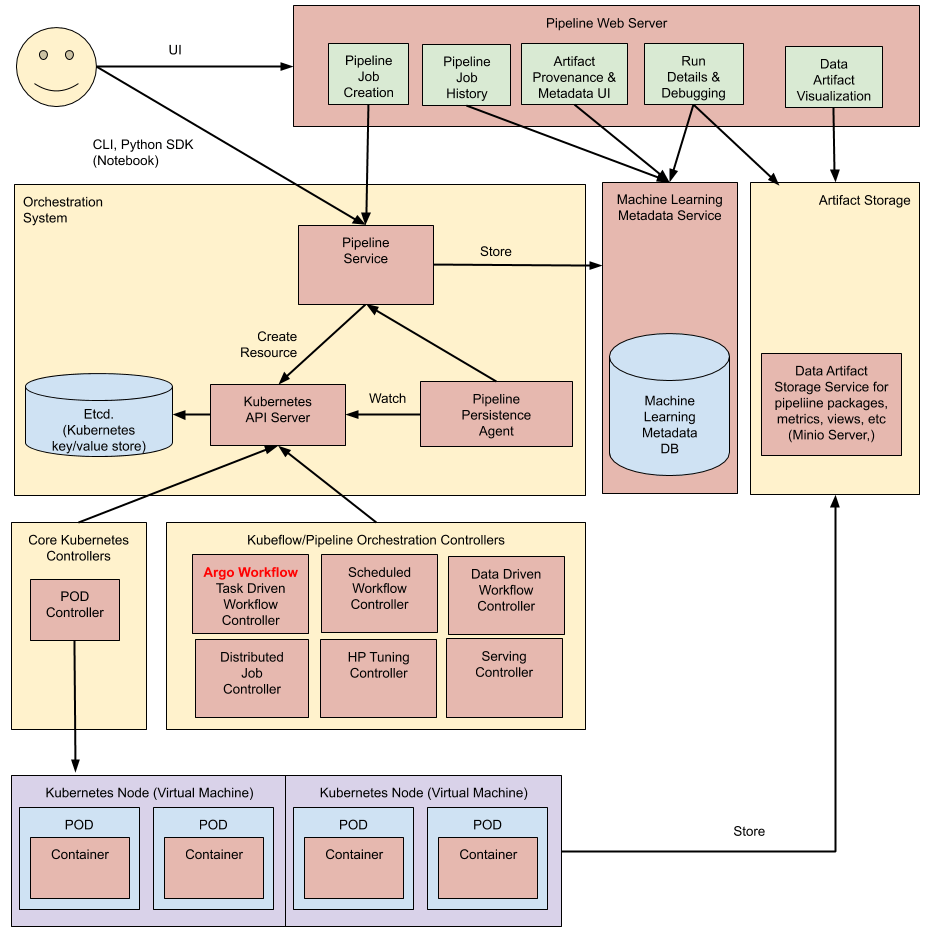 Pipeline Web Server
UI
Pipeline
Job
Creation
Pipeline
Job
History
Artifact
Provenance &
Metadata UI
Run
Details &
Debugging
Data
Artifact
Visualization
CLI, Python SDK
(Notebook)
Orchestration
System
Pipeline
Service
Store
Machine Learning
Metadata Service
Artifact Storage
Create
Resource
Etcd.
(Kubernetes
key/value store)
Kubernetes
API Server
Watch
Pipeline
Persistence
Agent
Machine
Learning
Metadata
DB
Data Artifact
Storage Service for
pipeliine packages,
metrics, views, etc
(Minio Server,)
Core Kubernetes
Controllers
POD
Controller
Kubeflow/Pipeline Orchestration Controllers
Argo Workflow
Task Driven
Workflow
Controller
Scheduled
Workflow
Controller
Data Driven
Workflow
Controller
Distributed
Job
Controller
HP Tuning
Controller
Serving
Controller
Kubernetes Node (Virtual Machine)
POD
Container
POD
Container
Kubernetes Node (Virtual Machine)
POD
Container
POD
Container
Store